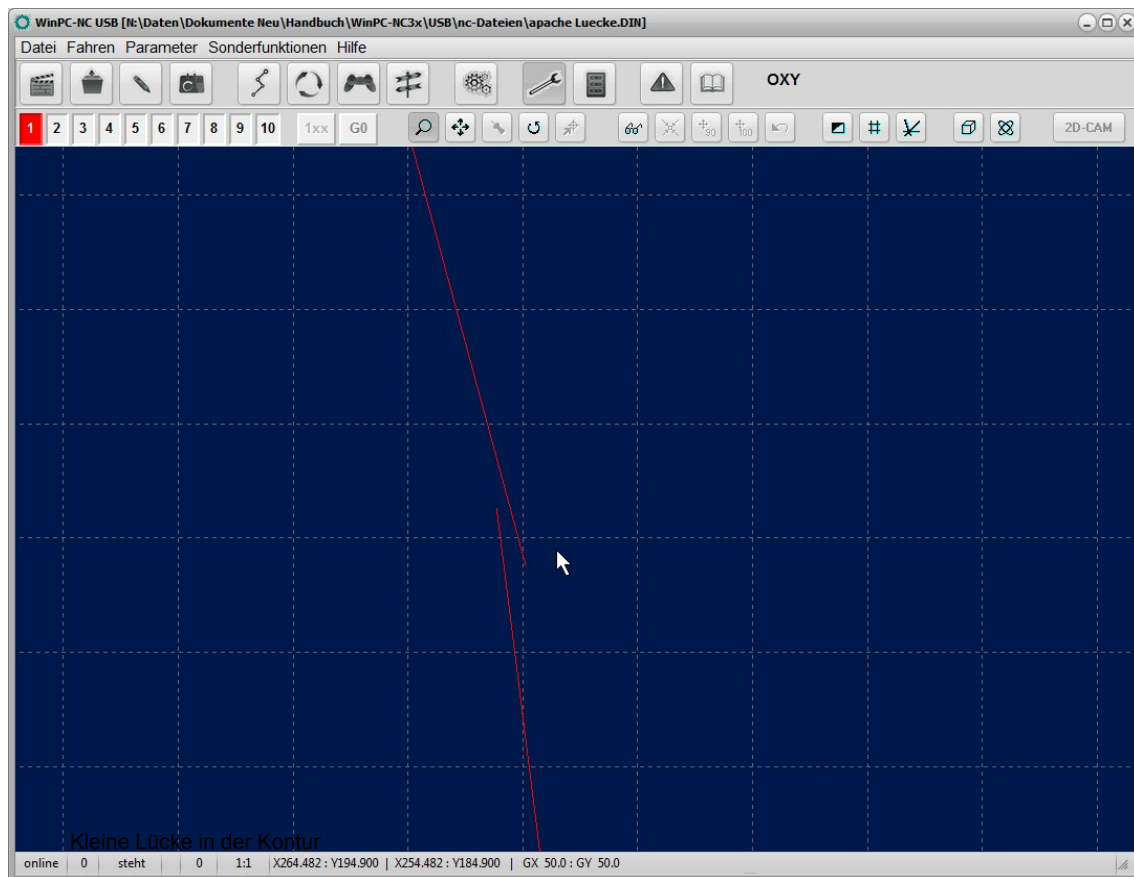 WinPC-NC USB [N:\Daten\Dokumente Neu\Handbuch\WinPC-NC3x\USB\nc-Dateien\apache Luecke.DIN]
Datei Fahren Parameter Sonderfunktionen Hilfe
OXY
1 2 3 4 5 6 7 8 9 10 1xx G0 90 100 2D-CAM
Kleine Lücke in der Kontur
online 0 steht 0 1:1 X264.482 : Y194.900 | X254.482 : Y184.900 | GX 50.0 : GY 50.0